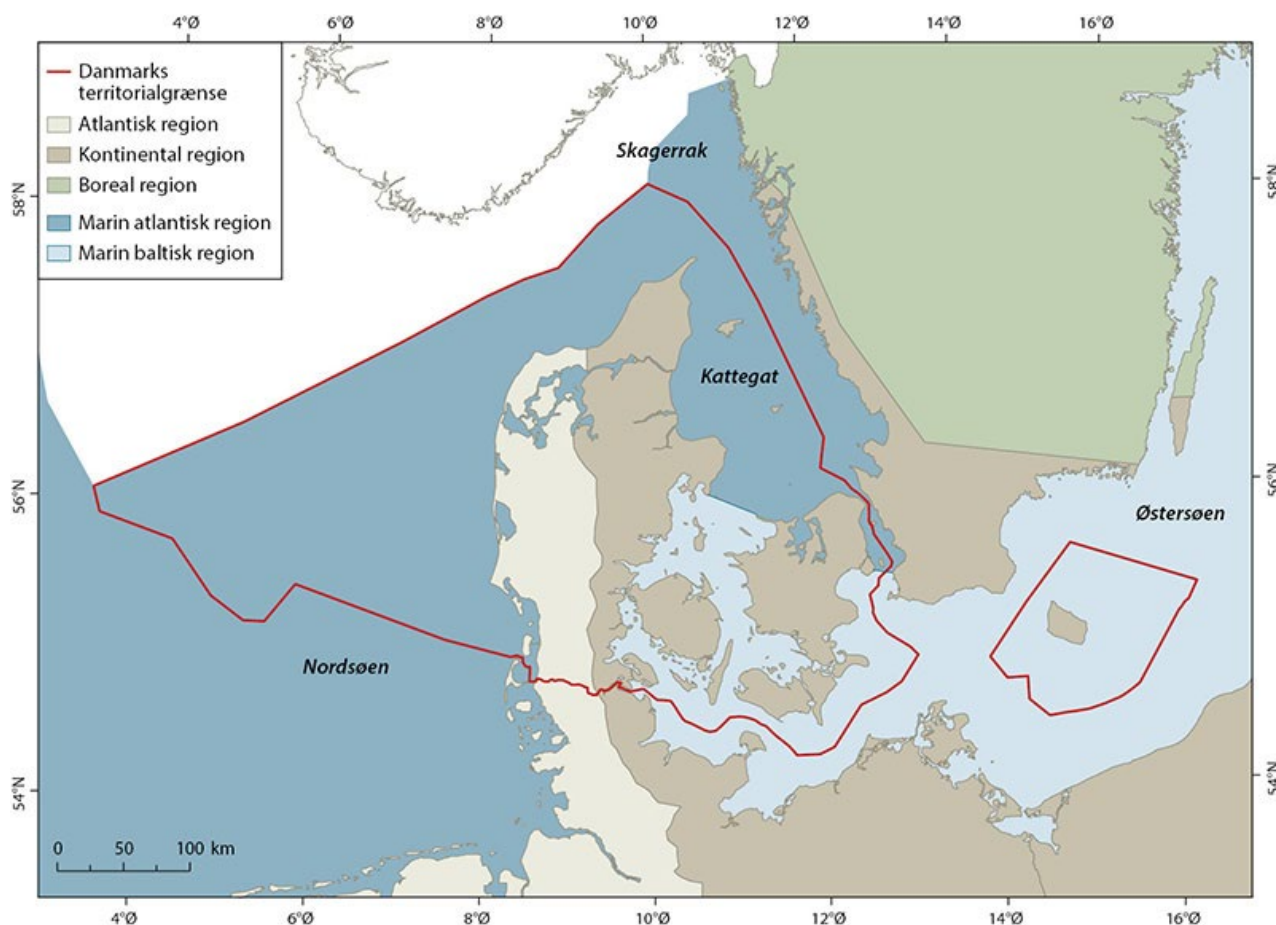 4°Ø
6°Ø
8°Ø
10°Ø
12°Ø
14°Ø
16°Ø
Danmarks
territorialgrænse
Atlantisk region
Kontinental region
Boreal region
Marin atlantisk region
Marin baltisk region
Skagerrak
58°N
58°N
Kattegat
56°N
56°N
Østersøen
Nordsøen
54°N
54°N
0 50 100 km
4°Ø
6°Ø
8°Ø
10°Ø
12°Ø
14°Ø
16°Ø